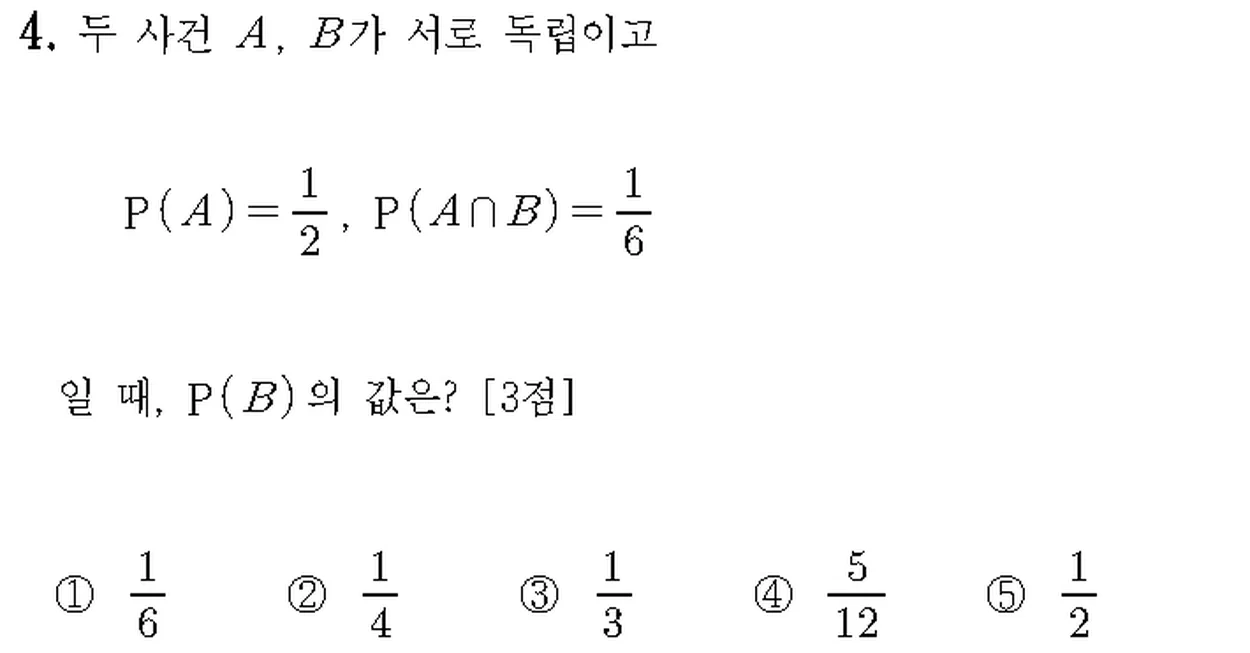 4. 두 사건 A, B가 서로 독립이고
P(A)=1/2, P(A∩B)=1/6
일 때, P(B)의 값은? [3점]
① 1/6 ② 1/4 ③ 1/3 ④ 5/12 ⑤ 1/2